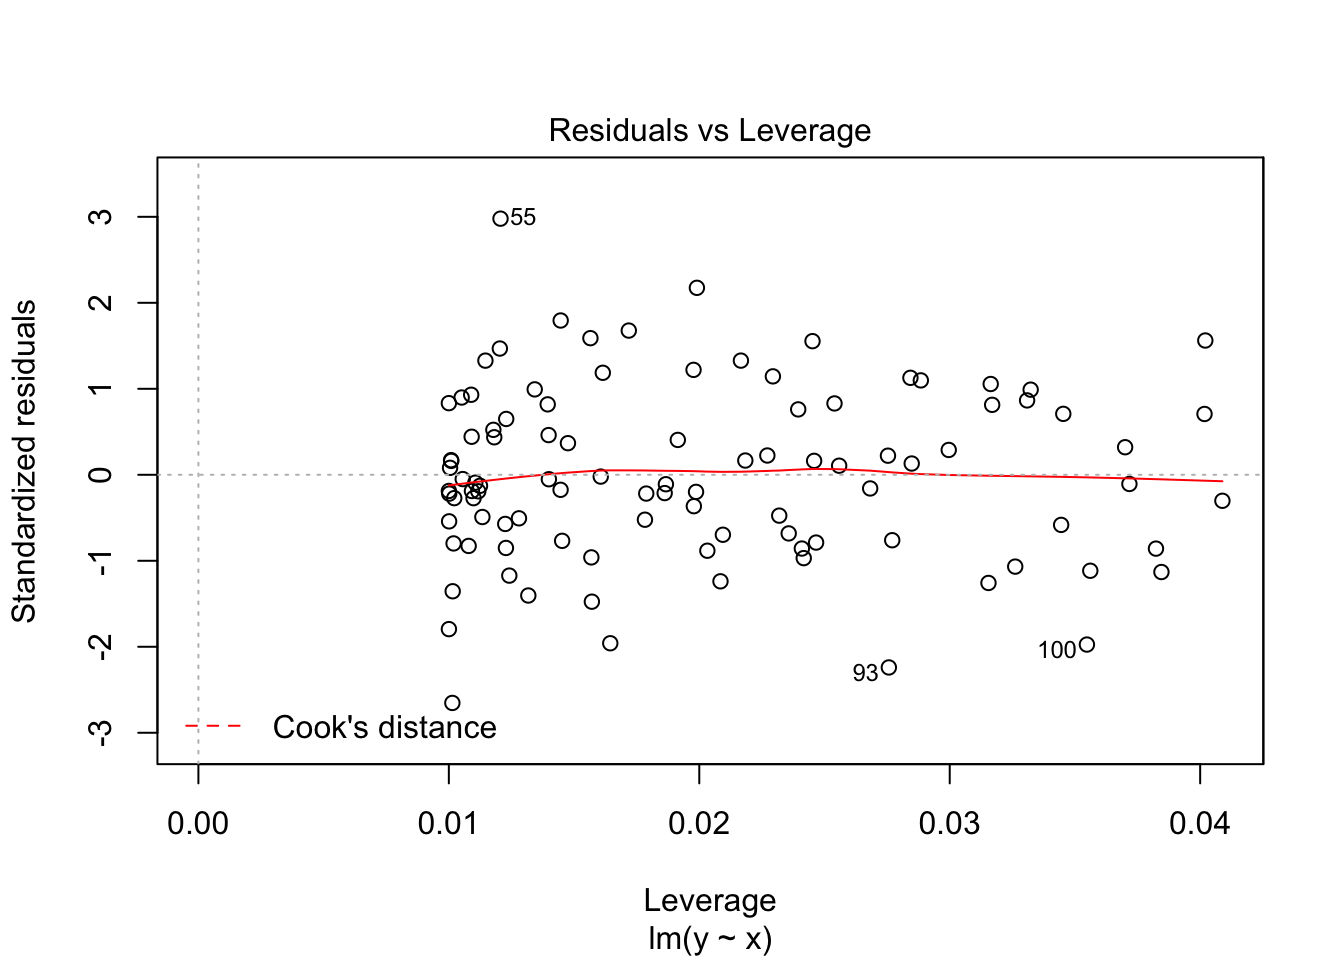 Residuals vs Leverage
Standardized residuals
3
2
1
0
-1
-2
-3
55
100
93
Cook's distance
0.00 0.01 0.02 0.03 0.04
Leverage
lm(y ~ x)